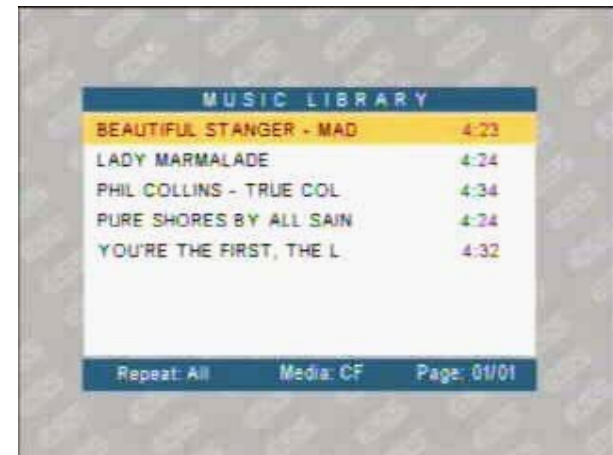 MUSIC LIBRARY
BEAUTIFUL STANGER - MAD 4:23
LADY MARMALADE 4:24
PHIL COLLINS - TRUE COL 4:34
PURE SHORES BY ALL SAIN 4:24
YOU'RE THE FIRST, THE L 4:32
Repeat: All Media: CF Page: 01/01